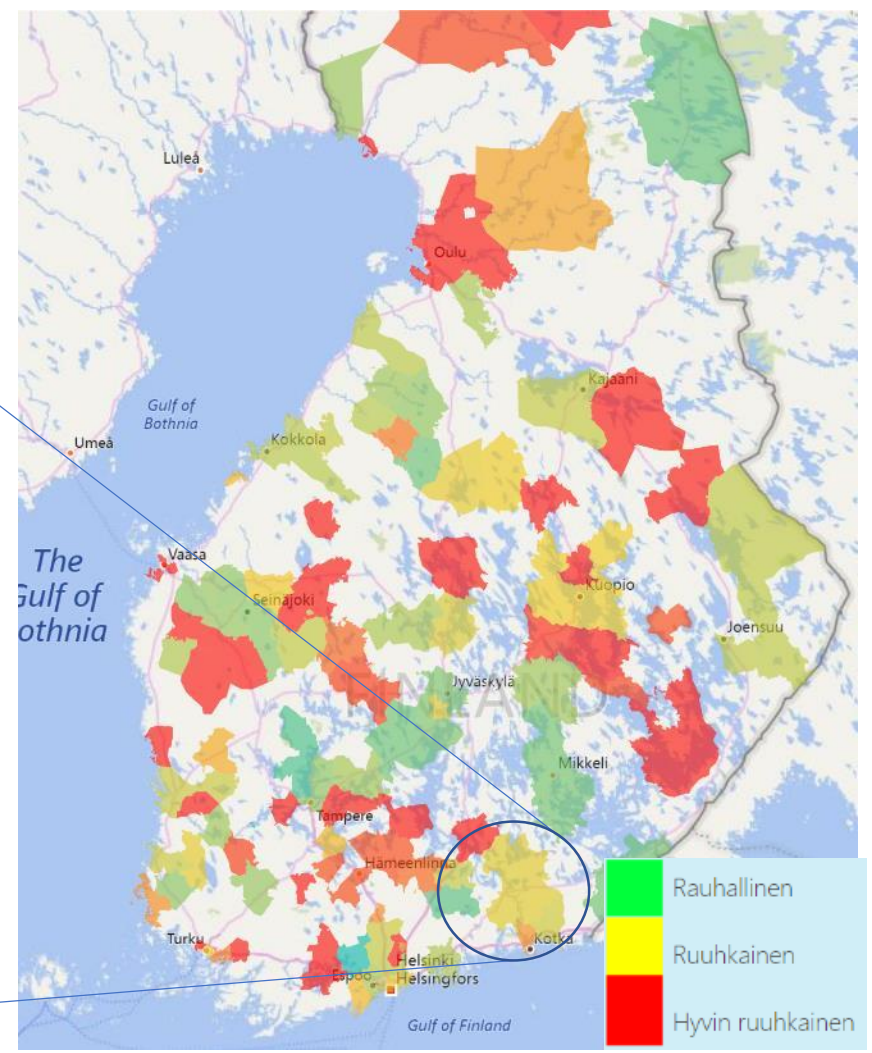 Luleå
Oulu
Kajaani
Gulf of
Bothnia
Umeå
Kokkola
The
Gulf of
othnia
Vaasa
Seinäjoki
Kuopio
Joensuu
Jyväskylä
FINLAND
Mikkeli
Tampere
Hämeenlinna
Turku
Kotka
Helsinki
Espoo
Helsingfors
Gulf of Finland
Rauhallinen
Ruuhkainen
Hyvin ruuhkainen